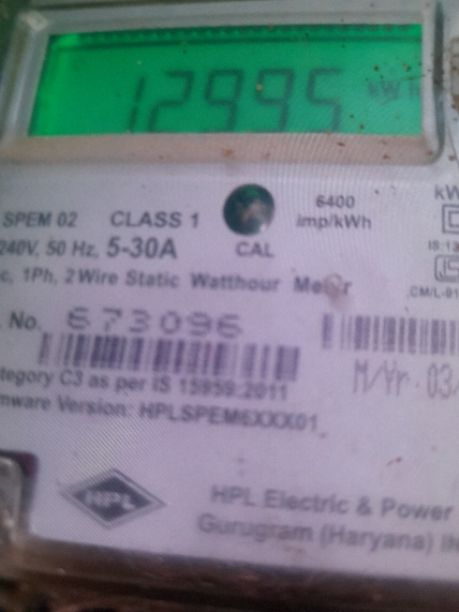 12995 kWh
SPEM 02 CLASS 1 6400 imp/kWh
240V, 50 Hz, 5-30A CAL
1Ph, 2 Wire Static Watthour Meter
No. 673096
M/Yr 03/
C3 as per IS 15959:2011
Version: HPLSPEM6XXX01
HPL
HPL Electric & Power
Gurugram (Haryana)